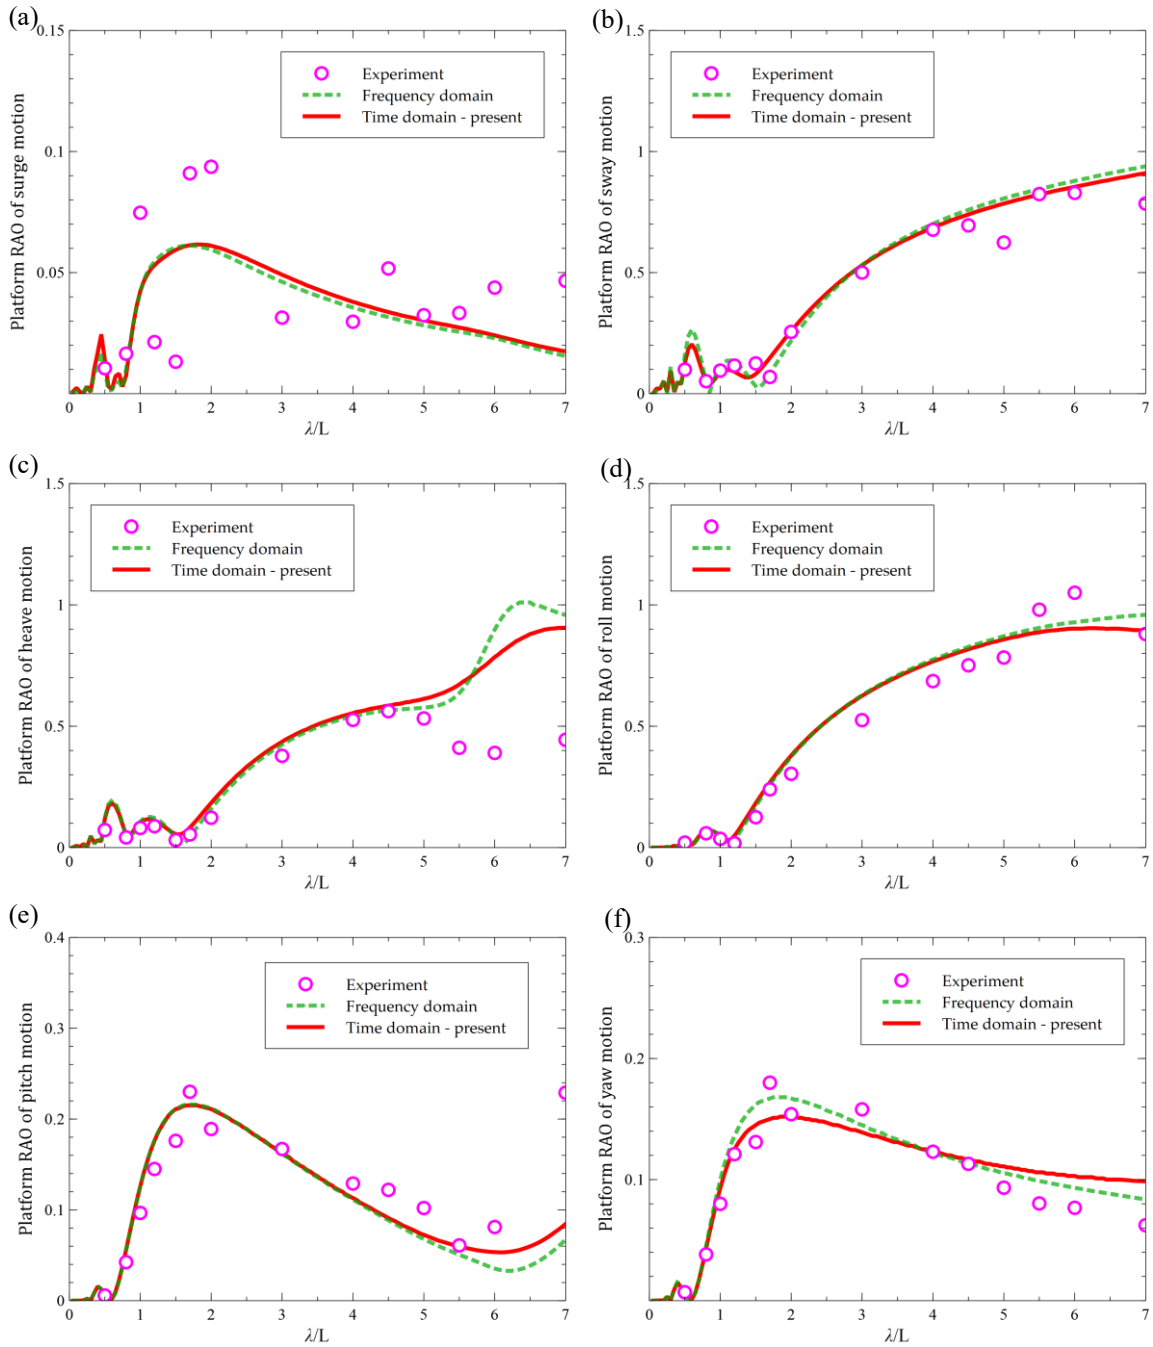 (a)
0.15
0.1
0.05
0
Platform RAO of surge motion
Experiment
Frequency domain
Time domain - present
0 1 2 3 4 5 6 7
λ/L
(b)
1.5
1
0.5
0
Platform RAO of sway motion
Experiment
Frequency domain
Time domain - present
0 1 2 3 4 5 6 7
λ/L
(c)
1.5
1
0.5
0
Platform RAO of heave motion
Experiment
Frequency domain
Time domain - present
0 1 2 3 4 5 6 7
λ/L
(d)
1.5
1
0.5
0
Platform RAO of roll motion
Experiment
Frequency domain
Time domain - present
0 1 2 3 4 5 6 7
λ/L
(e)
0.4
0.3
0.2
0.1
0
Platform RAO of pitch motion
Experiment
Frequency domain
Time domain - present
0 1 2 3 4 5 6 7
λ/L
(f)
0.3
0.2
0.1
0
Platform RAO of yaw motion
Experiment
Frequency domain
Time domain - present
0 1 2 3 4 5 6 7
λ/L